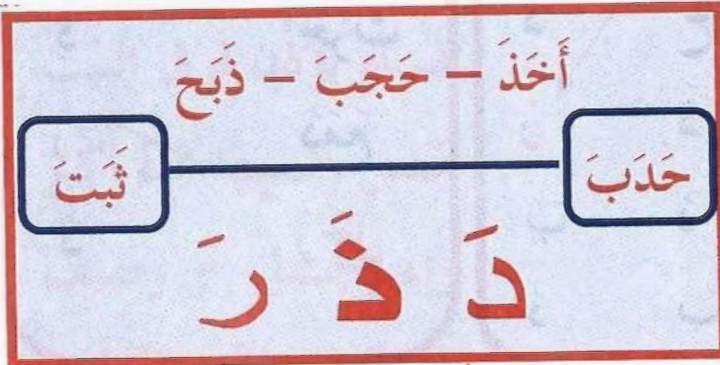 أَخَذَ – حَجَبَ – ذَبَحَ
حَدَبَ ثَبَتَ
دَ ذَ رَ